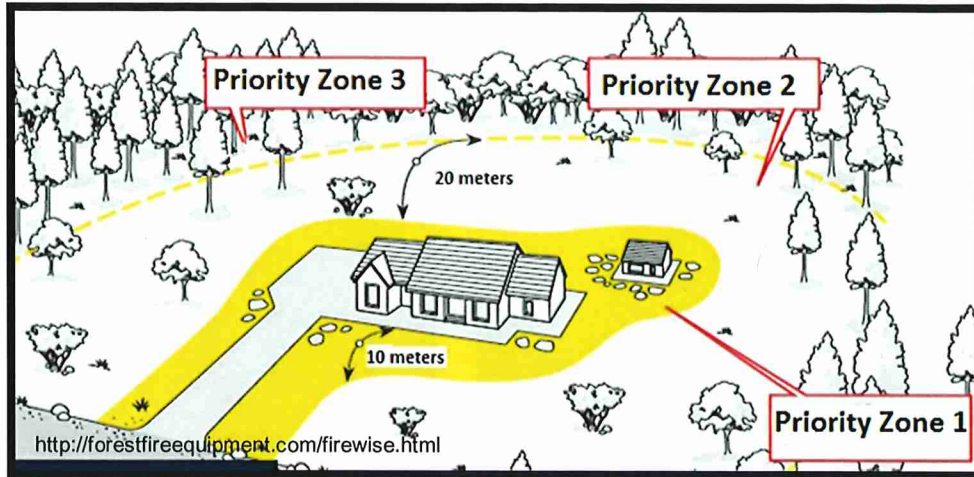 Priority Zone 3
Priority Zone 2
20 meters
10 meters
Priority Zone 1
http://forestfireequipment.com/firewise.html